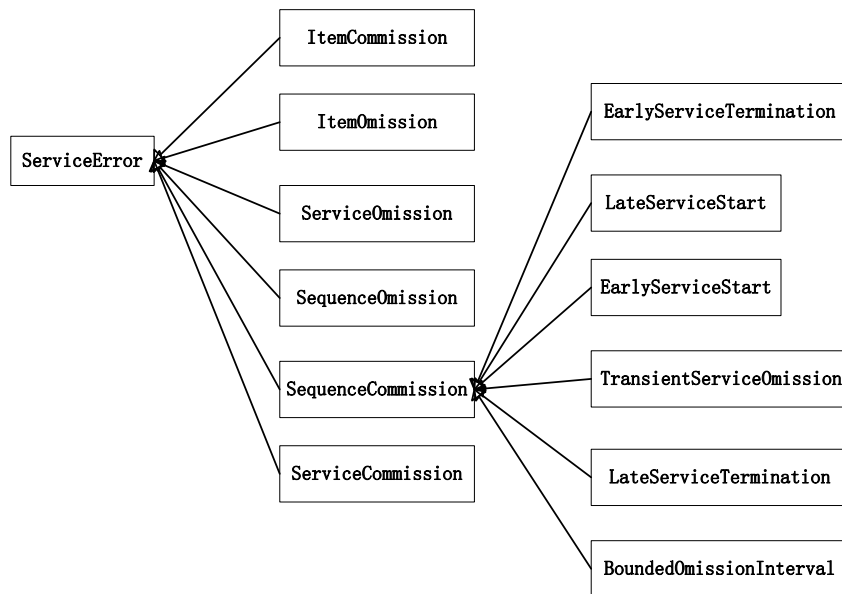 ItemCommission
ItemOmission
ServiceError
ServiceOmission
SequenceOmission
SequenceCommission
ServiceCommission
EarlyServiceTermination
LateServiceStart
EarlyServiceStart
TransientServiceOmission
LateServiceTermination
BoundedOmissionInterval